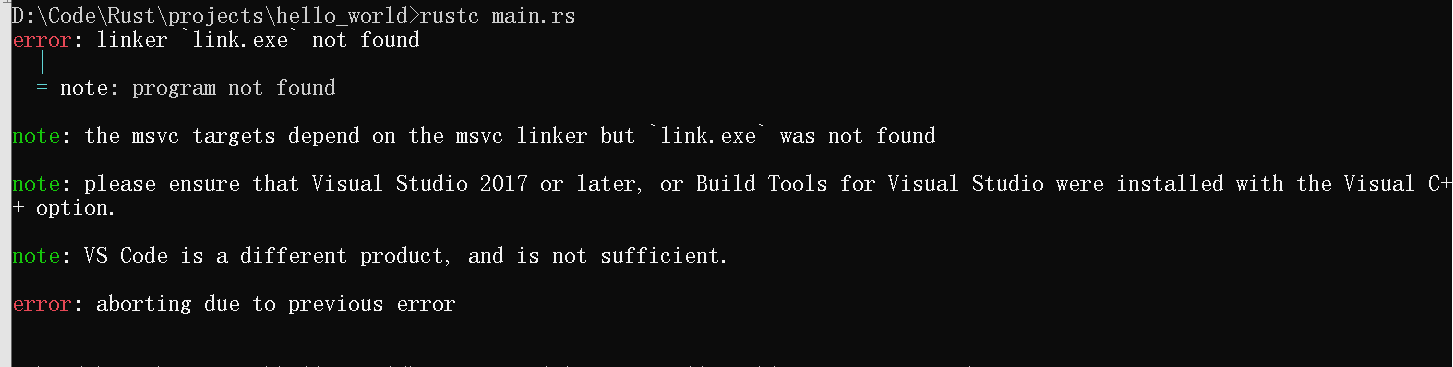 D:\Code\Rust\projects\hello_world>rustc main.rs
error: linker `link.exe` not found
|
= note: program not found
note: the msvc targets depend on the msvc linker but `link.exe` was not found
note: please ensure that Visual Studio 2017 or later, or Build Tools for Visual Studio were installed with the Visual C+
+ option.
note: VS Code is a different product, and is not sufficient.
error: aborting due to previous error